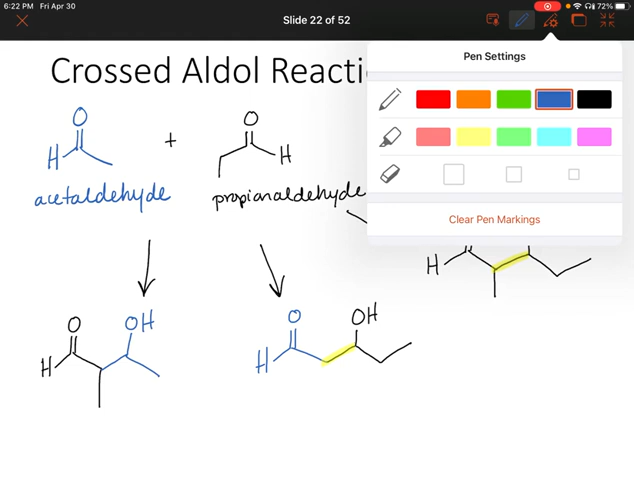 6:22 PM Fri Apr 30
72%
Slide 22 of 52
Pen Settings
Clear Pen Markings
Crossed Aldol Reacti
O
H
+
O
H
acetaldehyde
propionaldehyde
H
O
OH
H
O
OH
H